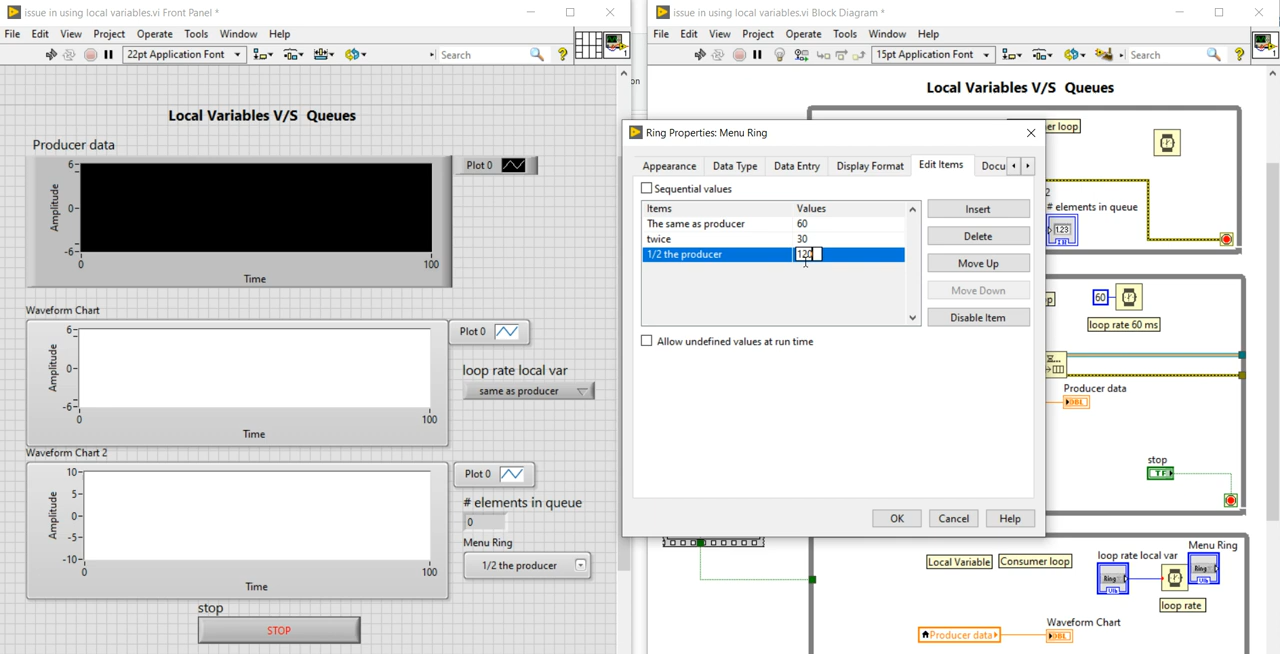 issue in using local variables.vi Front Panel *
File Edit View Project Operate Tools Window Help
22pt Application Font
Search
Local Variables V/S Queues
Producer data
Plot 0
Amplitude
6
0
-6
0 100
Time
Waveform Chart
Plot 0
Amplitude
6
0
-6
0 100
Time
loop rate local var
same as producer
Waveform Chart 2
Plot 0
Amplitude
10
5
0
-5
-10
0 100
Time
# elements in queue
0
Menu Ring
1/2 the producer
stop
STOP
issue in using local variables.vi Block Diagram *
File Edit View Project Operate Tools Window Help
15pt Application Font
Search
on
Local Variables V/S Queues
er loop
2
# elements in queue
123
Ring Properties: Menu Ring
Appearance Data Type Data Entry Display Format Edit Items Docu
Sequential values
Items Values
The same as producer 60
twice 30
1/2 the producer 120
Insert
Delete
Move Up
Move Down
Disable Item
Allow undefined values at run time
OK Cancel Help
p
60
loop rate 60 ms
Producer data
DBL
stop
TF
Local Variable
Consumer loop
loop rate local var
Menu Ring
Ring
Ring
loop rate
Producer data
Waveform Chart
DBL